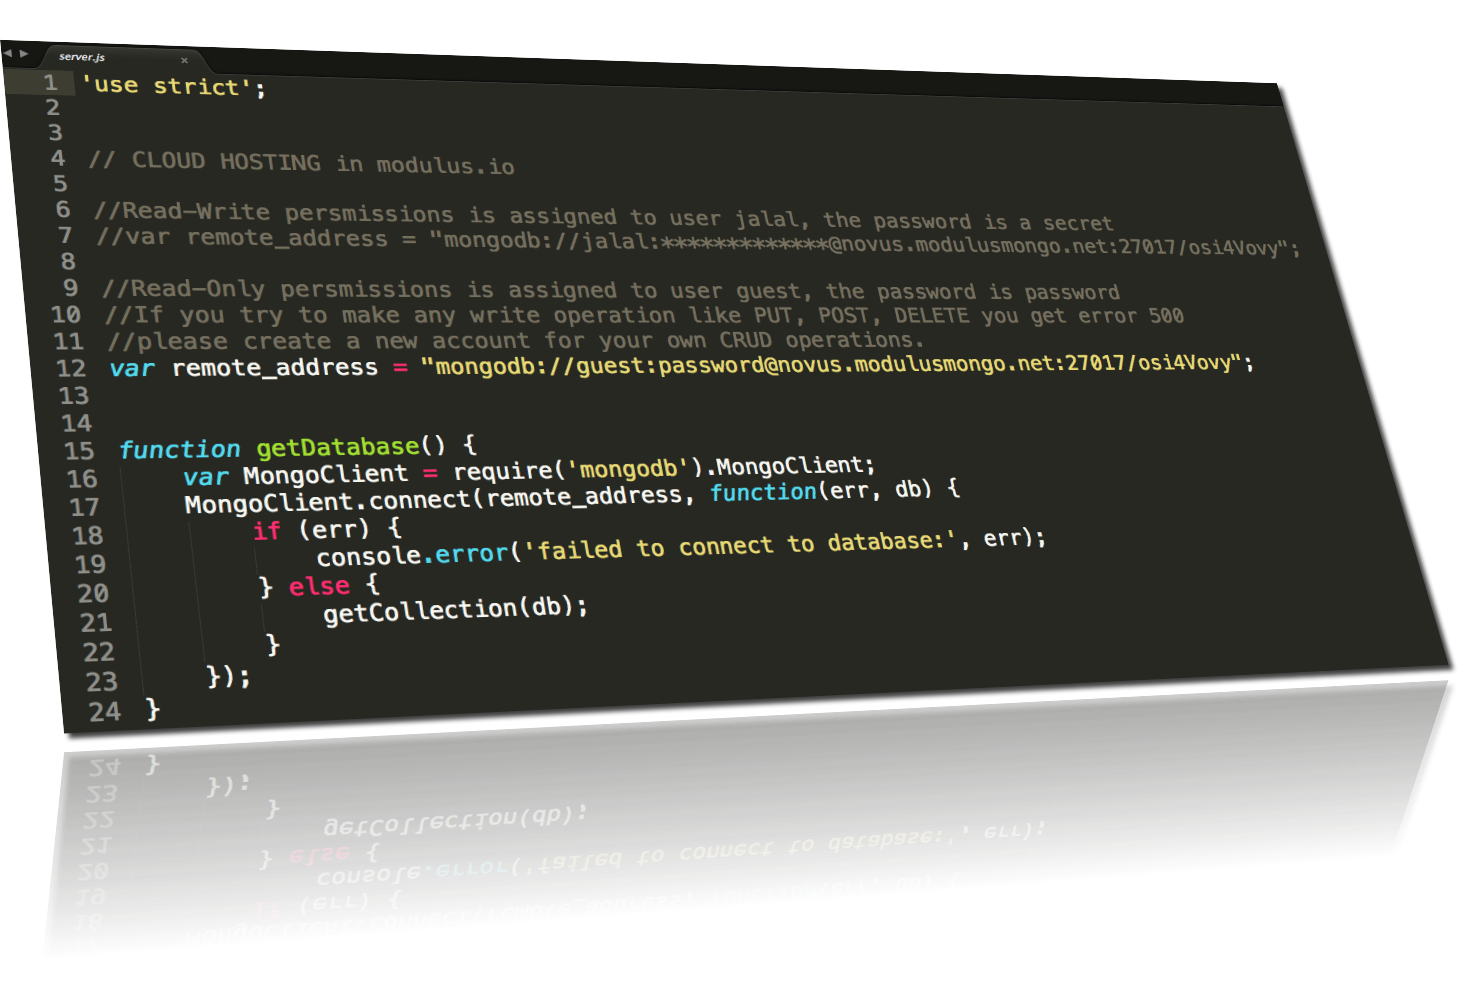 server.js
1 'use strict';
2
3
4 // CLOUD HOSTING in modulus.io
5
6 //Read-Write persmissions is assigned to user jalal, the password is a secret
7 //var remote_address = "mongodb://jalal:*************@novus.modulusmongo.net:27017/osi4Vovy";
8
9 //Read-Only persmissions is assigned to user guest, the password is password
10 //If you try to make any write operation like PUT, POST, DELETE you get error 500
11 //please create a new account for your own CRUD operations.
12 var remote_address = "mongodb://guest:password@novus.modulusmongo.net:27017/osi4Vovy";
13
14
15 function getDatabase() {
16 var MongoClient = require('mongodb').MongoClient;
17 MongoClient.connect(remote_address, function(err, db) {
18 if (err) {
19 console.error('failed to connect to database:', err);
20 } else {
21 getCollection(db);
22 }
23 });
24 }